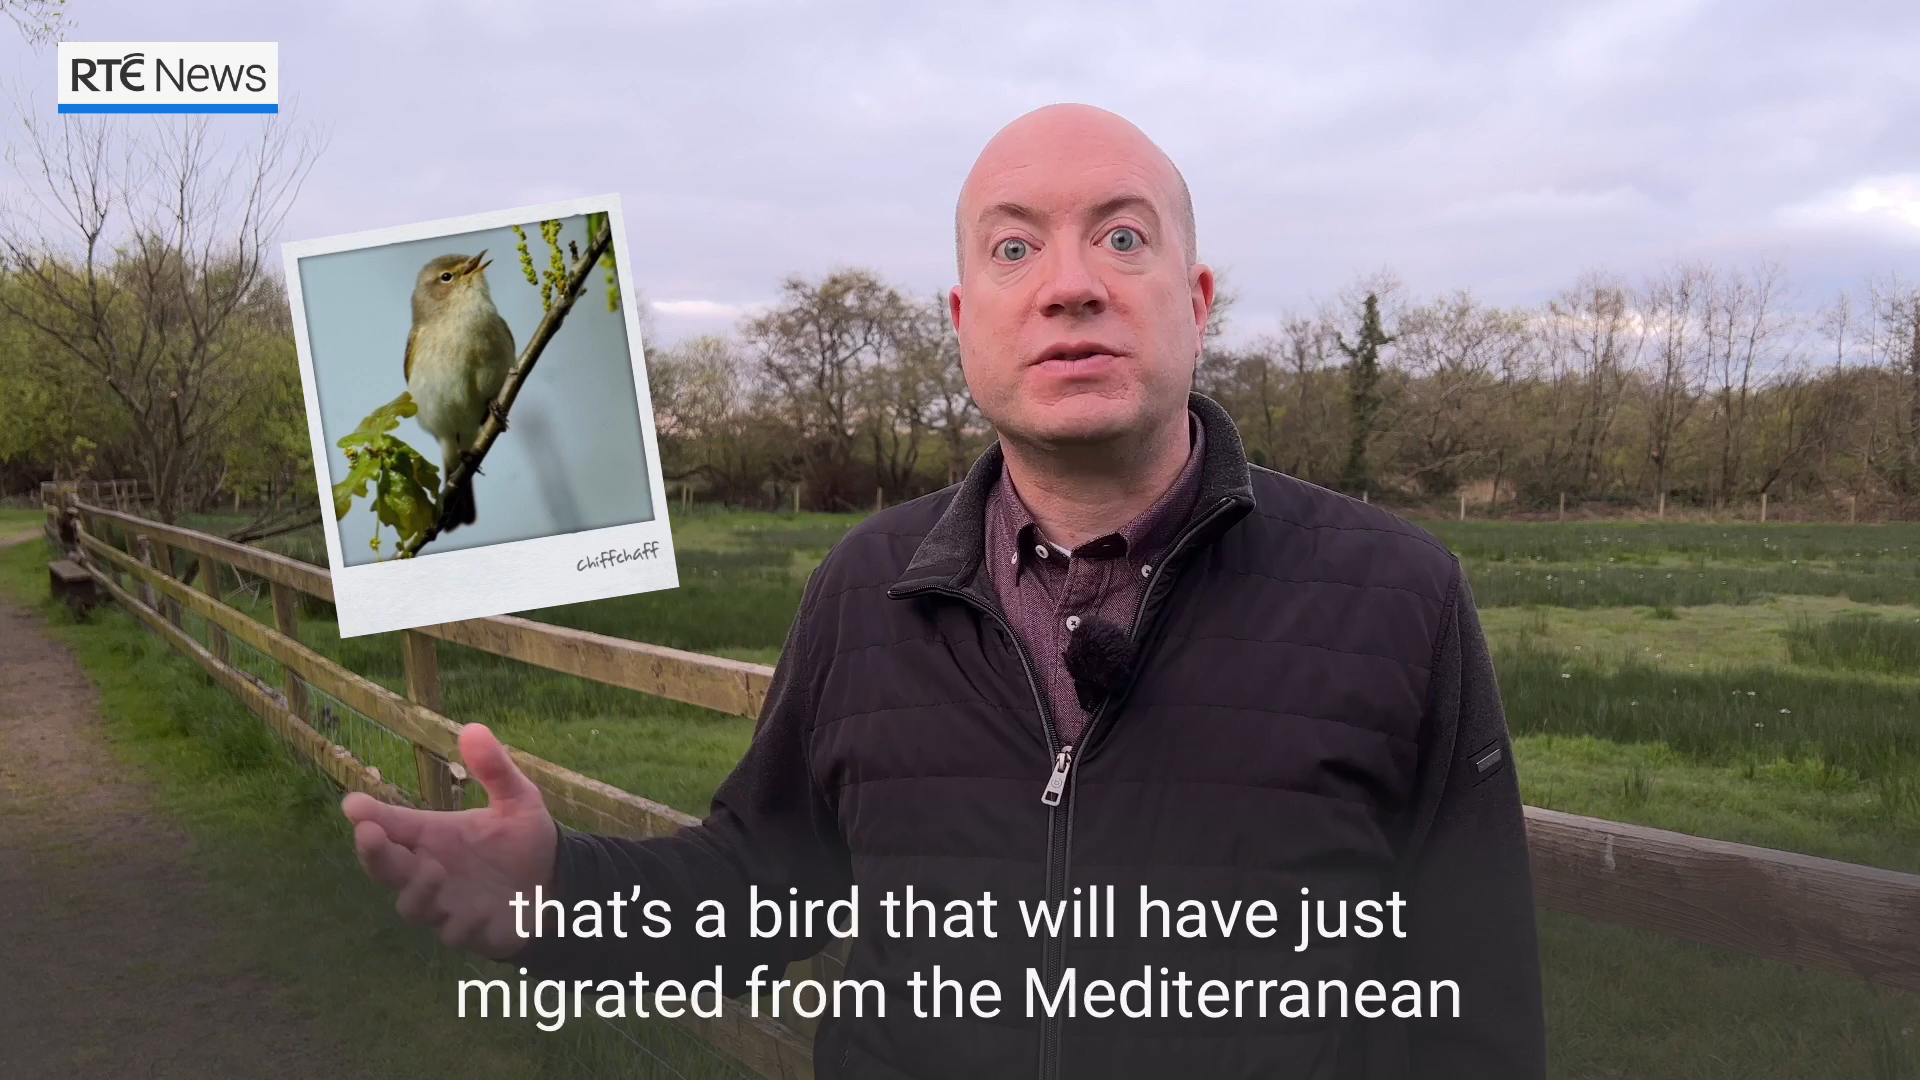 RTÉ News
chiffchaff
that's a bird that will have just
migrated from the Mediterranean